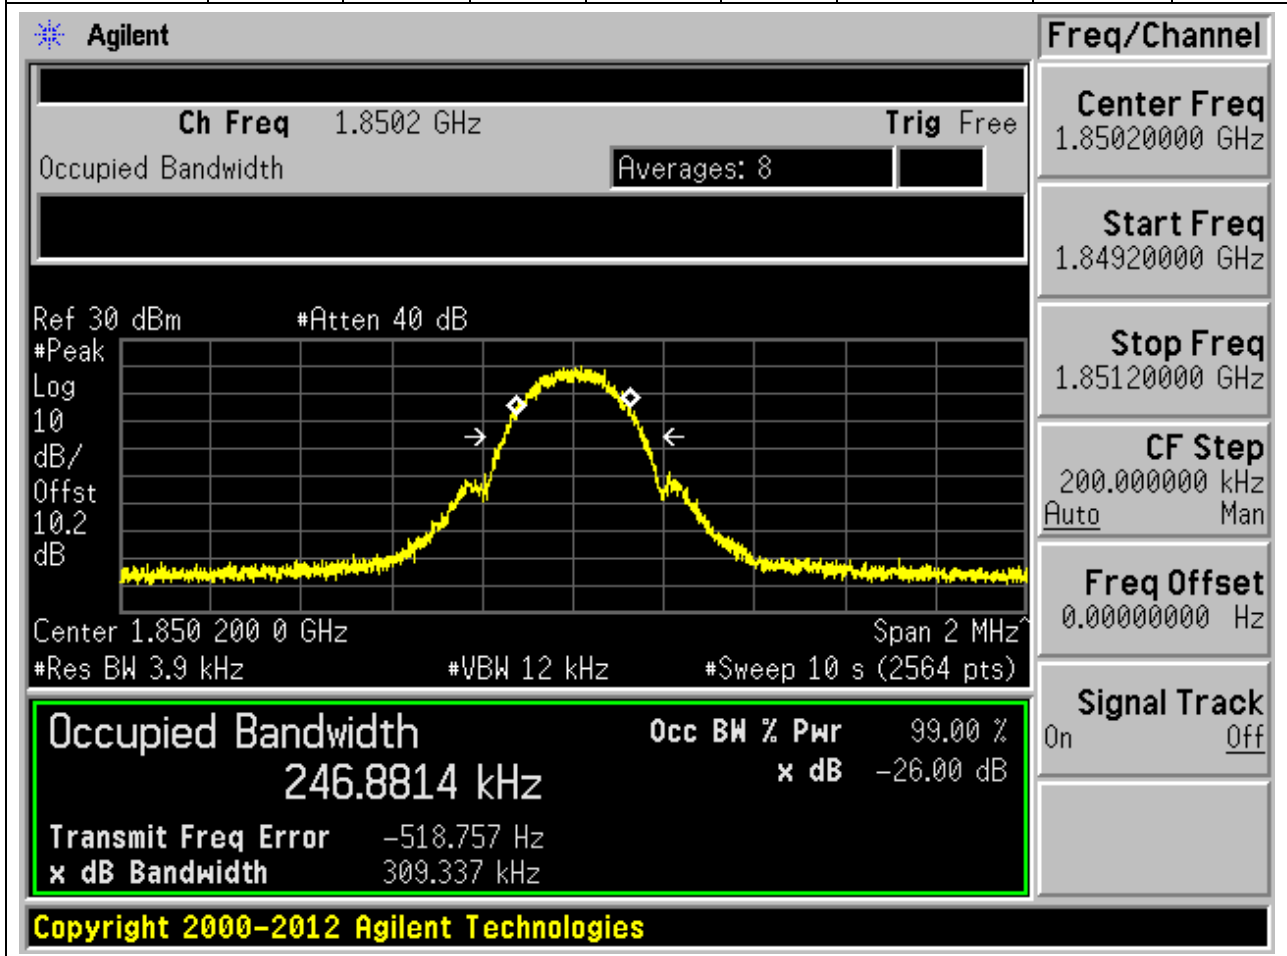 Agilent
Freq/Channel
Ch Freq 1.8502 GHz Trig Free
Occupied Bandwidth Averages: 8
Center Freq
1.85020000 GHz
Start Freq
1.84920000 GHz
Stop Freq
1.85120000 GHz
CF Step
200.000000 kHz
Auto Man
Freq Offset
0.00000000 Hz
Signal Track
On Off
Ref 30 dBm #Atten 40 dB
#Peak
Log
10
dB/
Offst
10.2
dB
Center 1.850 200 0 GHz Span 2 MHz^
#Res BW 3.9 kHz #VBW 12 kHz #Sweep 10 s (2564 pts)
Occupied Bandwidth Occ BW % Pwr 99.00 %
246.8814 kHz x dB -26.00 dB
Transmit Freq Error -518.757 Hz
x dB Bandwidth 309.337 kHz
Copyright 2000-2012 Agilent Technologies